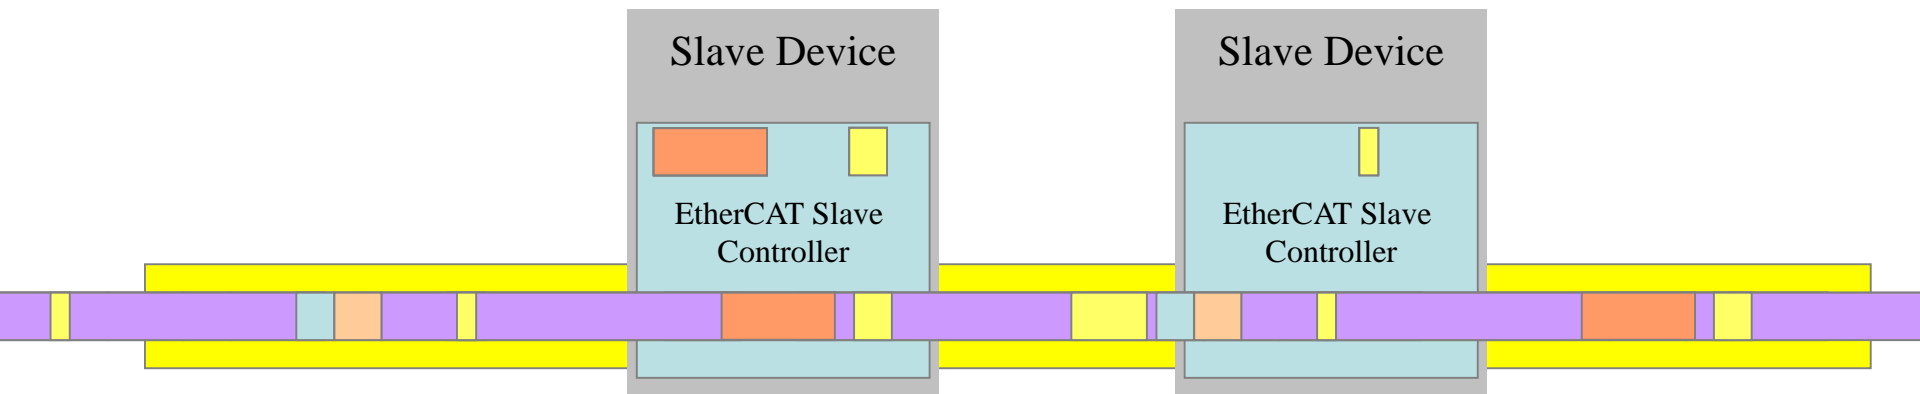 Slave Device
EtherCAT Slave
Controller
Slave Device
EtherCAT Slave
Controller